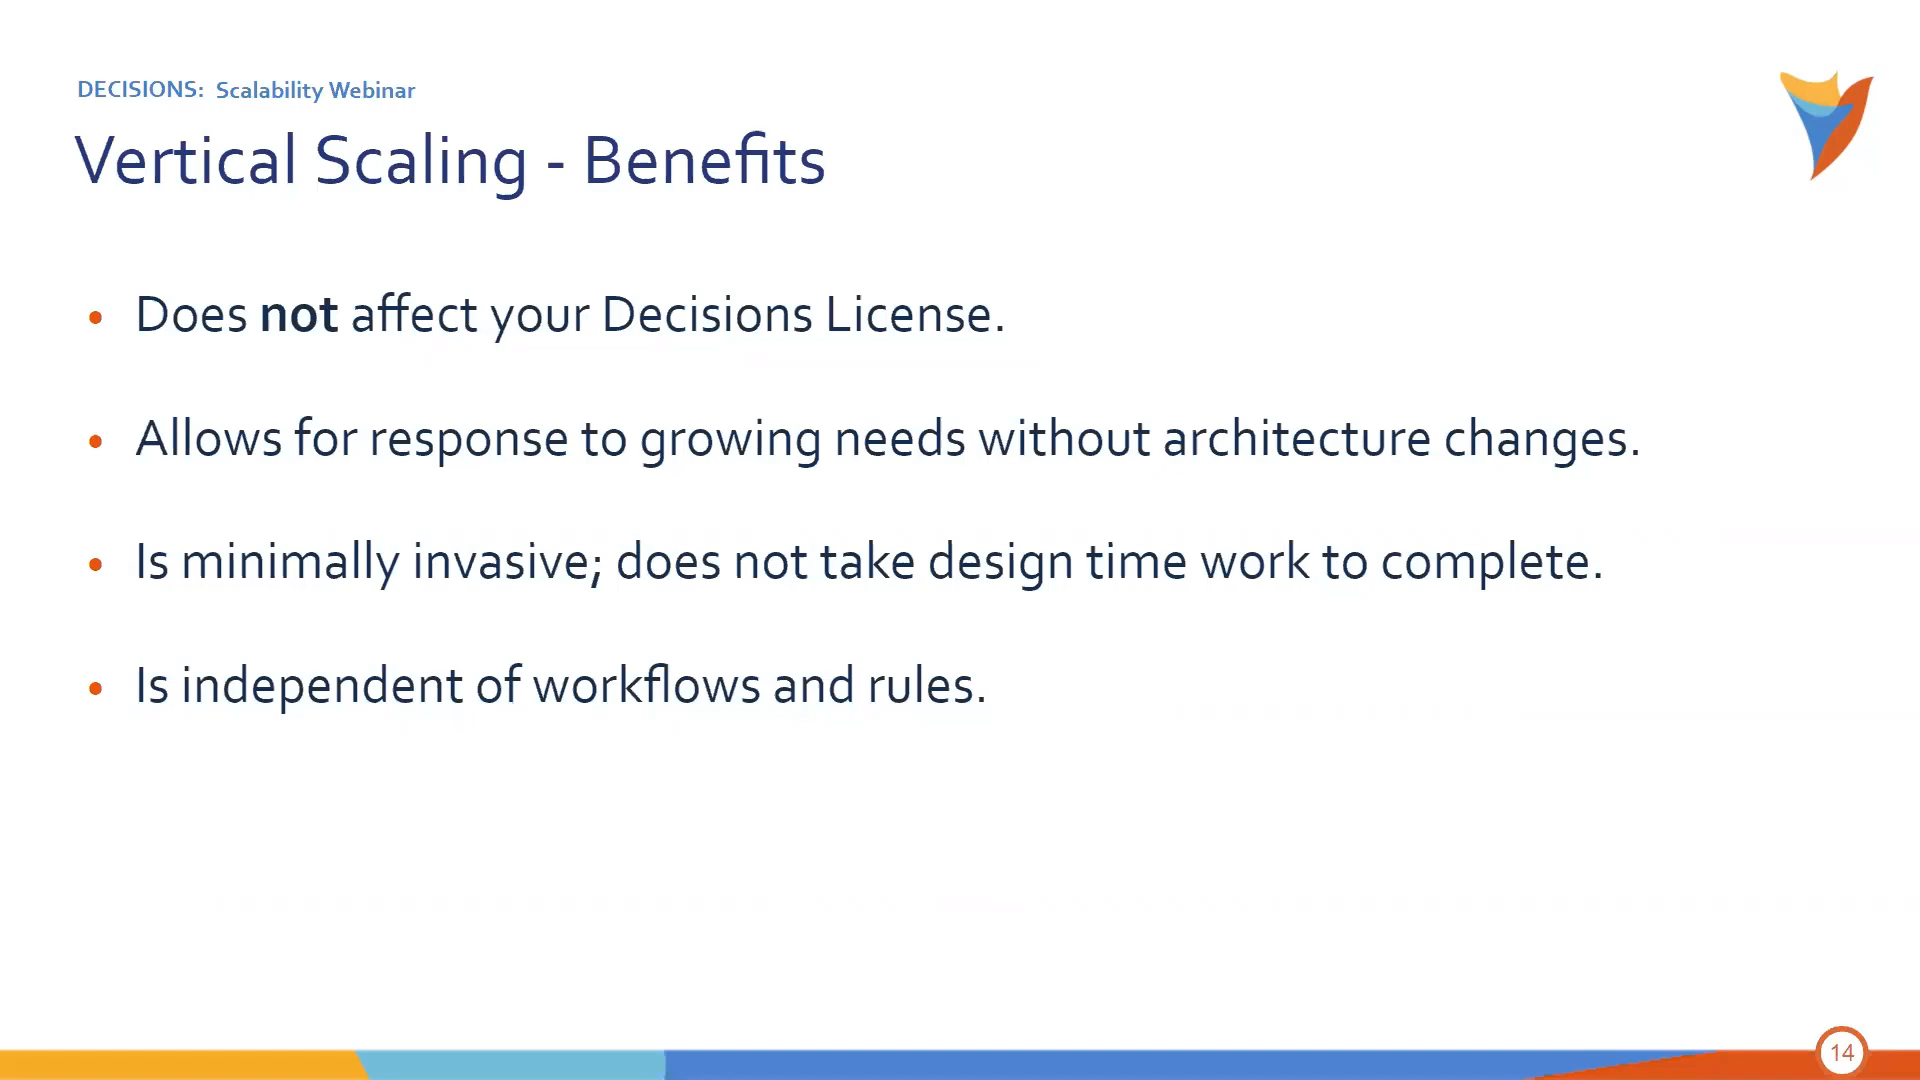 DECISIONS: Scalability Webinar
Vertical Scaling - Benefits
• Does not affect your Decisions License.
• Allows for response to growing needs without architecture changes.
• Is minimally invasive; does not take design time work to complete.
• Is independent of workflows and rules.
14